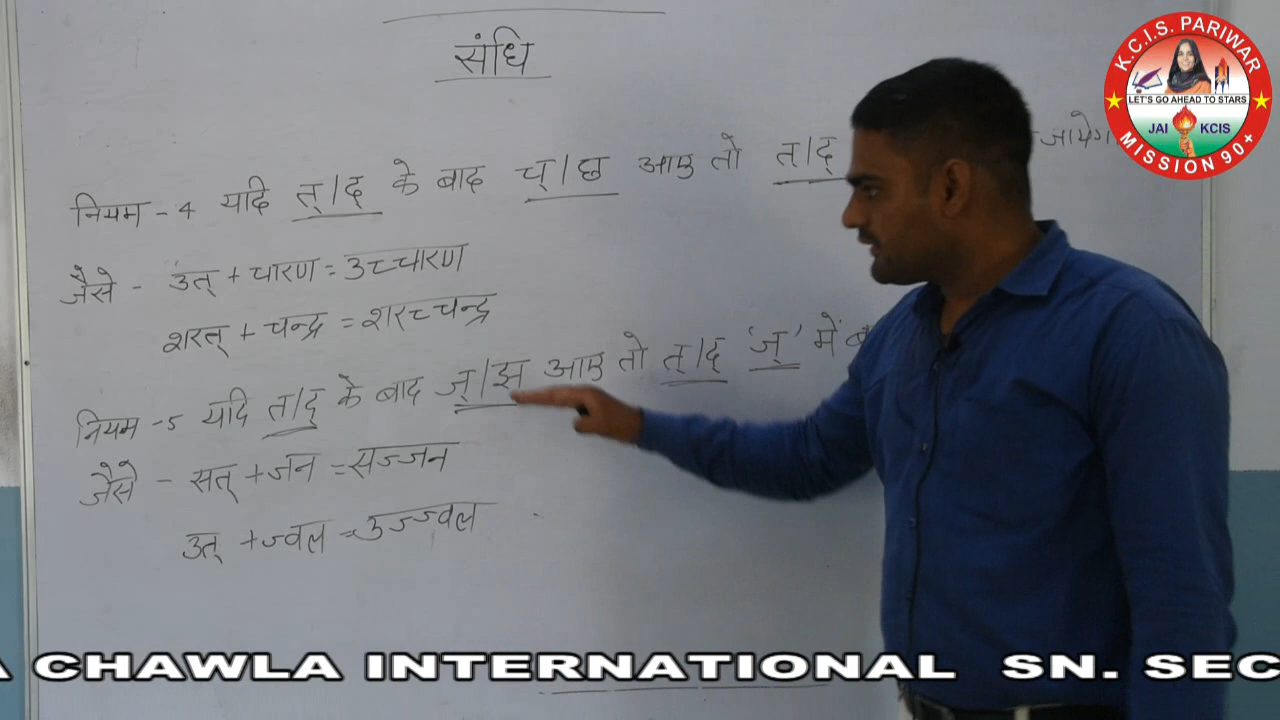 संधि
नियम - 4 यदि त्/द् के बाद च्/छ आए तो त/द्
जैसे - उत् + चारण = उच्चारण
शरत् + चन्द्र = शरच्चन्द्र
नियम -5 यदि त/द् के बाद ज्/झ आए तो त्/द् 'ज्' में
जैसे - सत् + जन = सज्जन
उत् + ज्वल = उज्ज्वल
K.C.I.S. PARIWAR
LET'S GO AHEAD TO STARS
JAI KCIS
MISSION 90+
CHAWLA INTERNATIONAL SN. SEC